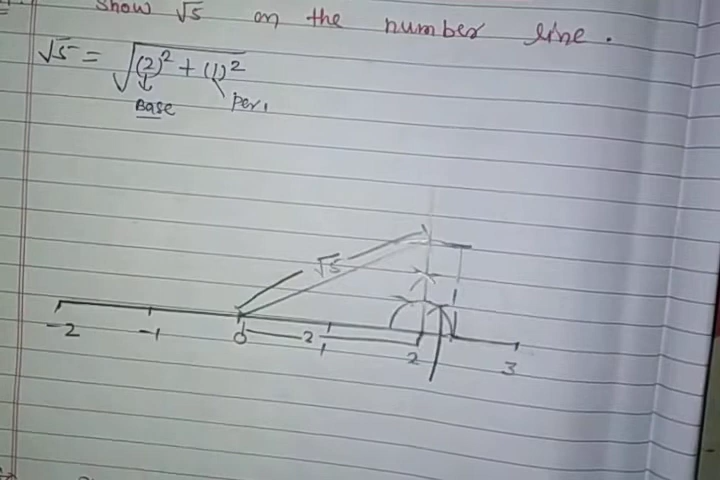 Show √5 on the number line.
√5 = √(2)² + (1)²
Base Per.
√5
-2 -1 0 2 1 2 3